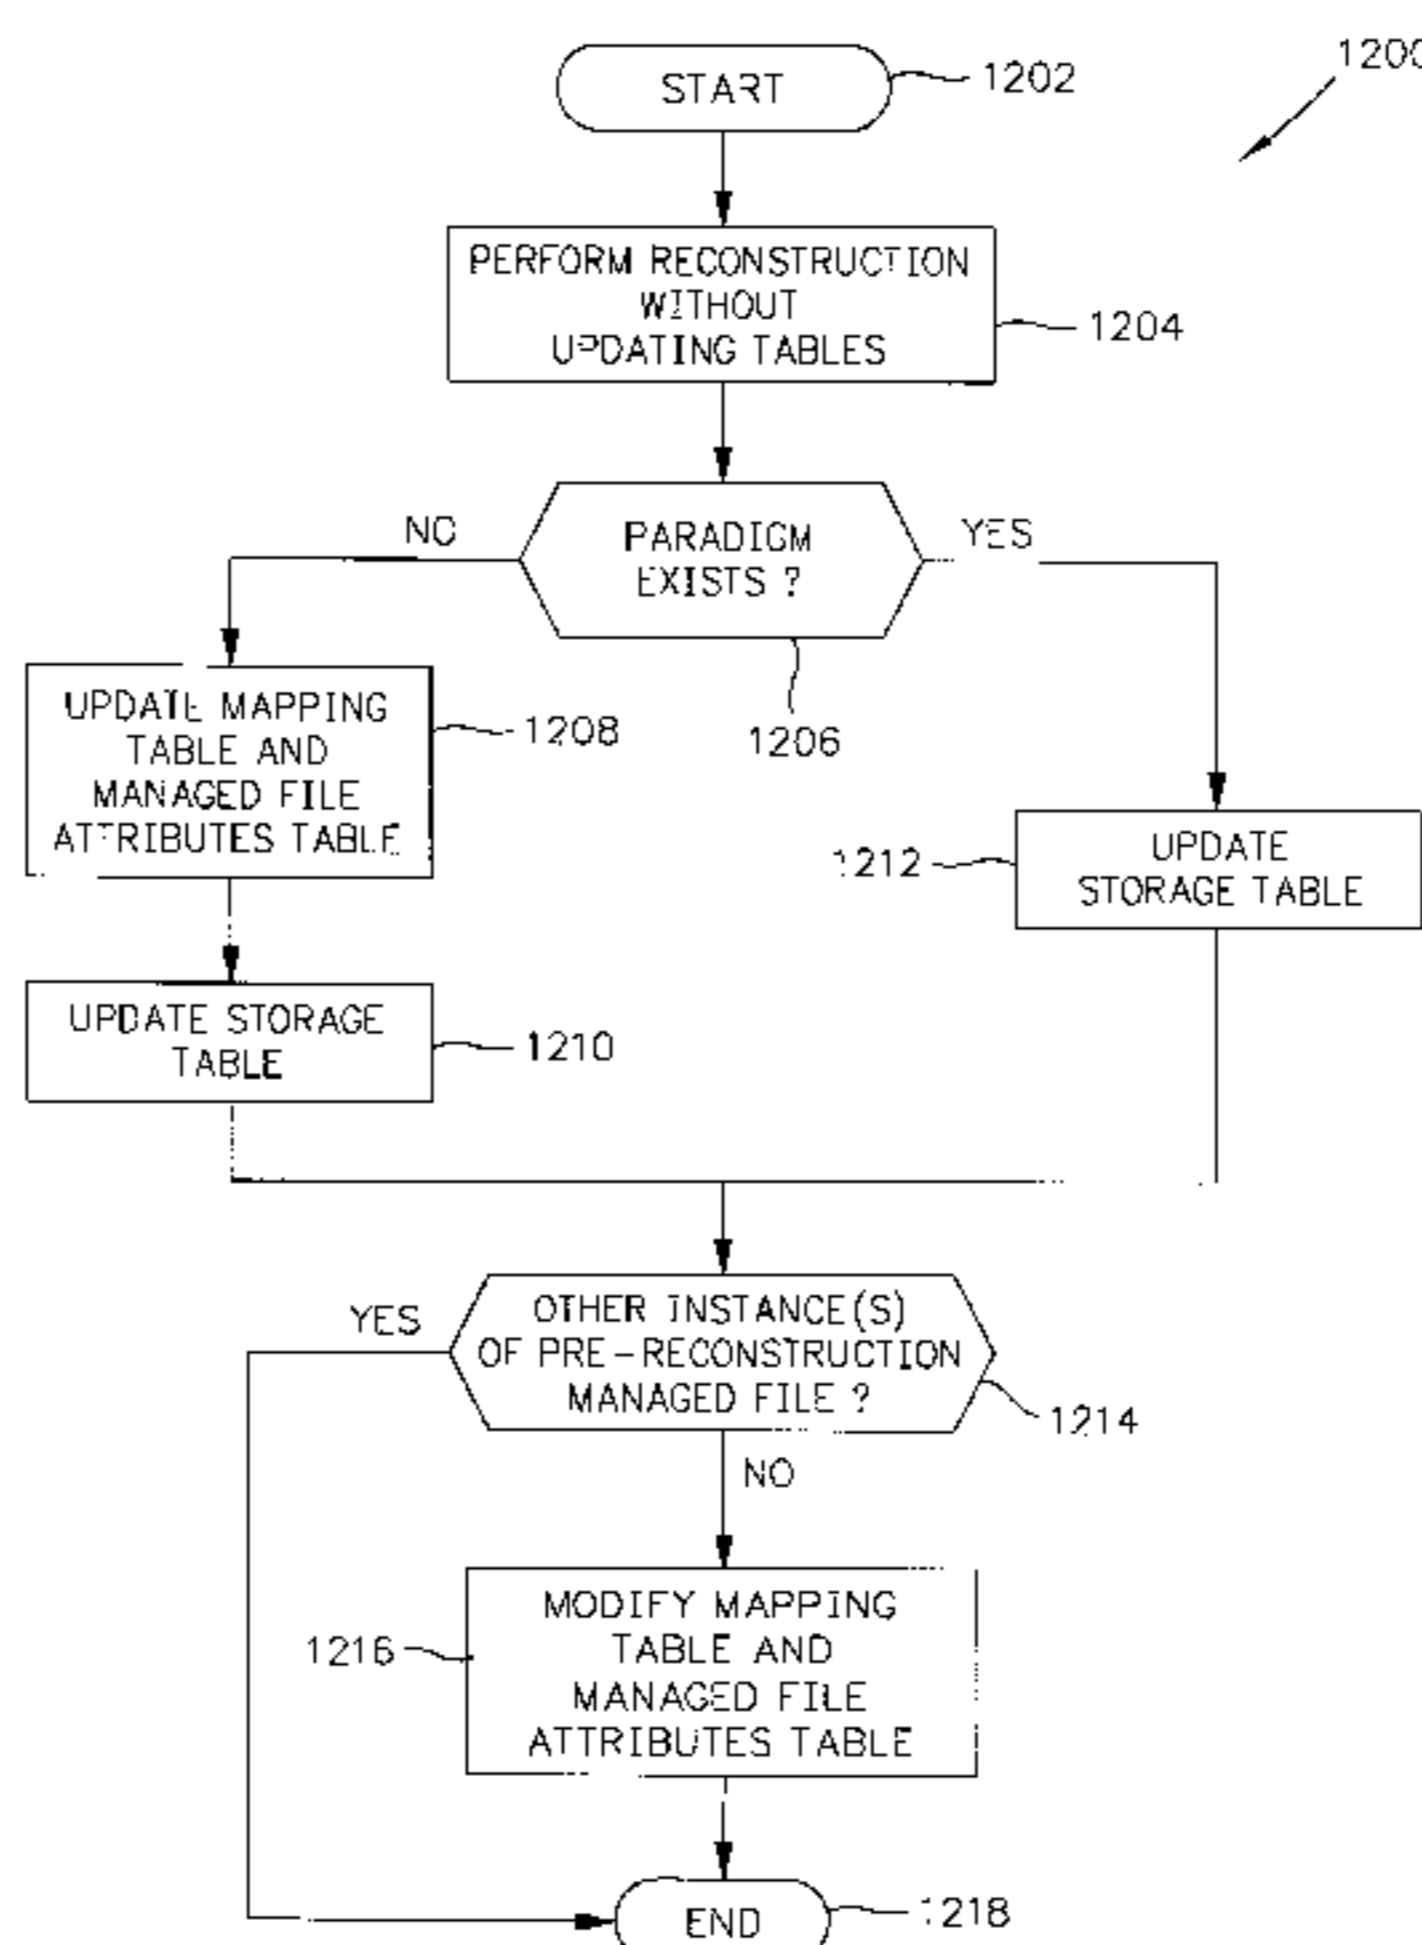 1200
START
1202
PERFORM RECONSTRUCTION
WITHOUT
UPDATING TABLES
1204
NO
PARADIGM
EXISTS ?
YES
1206
UPDATE MAPPING
TABLE AND
MANAGED FILE
ATTRIBUTES TABLE
1208
1212
UPDATE
STORAGE TABLE
UPDATE STORAGE
TABLE
1210
YES
OTHER INSTANCE(S)
OF PRE-RECONSTRUCTION
MANAGED FILE ?
1214
NO
1216
MODIFY MAPPING
TABLE AND
MANAGED FILE
ATTRIBUTES TABLE
END
1218